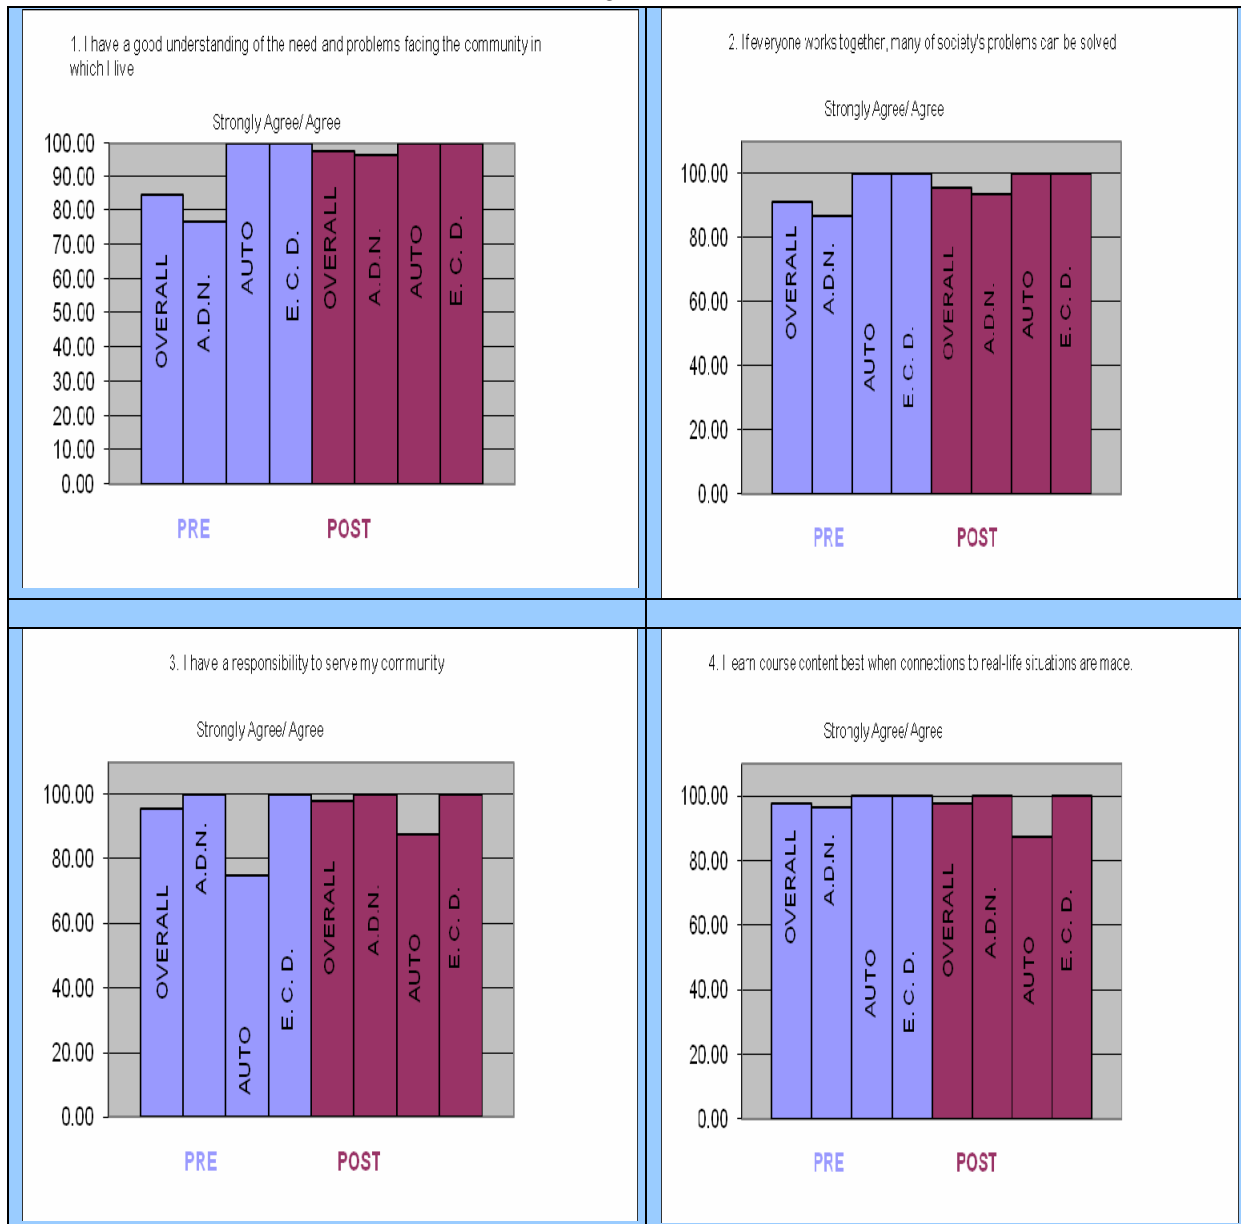 1. I have a good understanding of the need and problems facing the community in
which I live
Strongly Agree/ Agree
100.00
90.00
80.00
70.00
60.00
50.00
40.00
30.00
20.00
10.00
0.00
OVERALL
A.D.N.
AUTO
E. C. D.
OVERALL
A.D.N.
AUTO
E. C. D.
PRE
POST
2. If everyone works together, many of society's problems can be solved
Strongly Agree/ Agree
100.00
80.00
60.00
40.00
20.00
0.00
OVERALL
A.D.N.
AUTO
E. C. D.
OVERALL
A.D.N.
AUTO
E. C. D.
PRE
POST
3. I have a responsibility to serve my community
Strongly Agree/ Agree
100.00
80.00
60.00
40.00
20.00
0.00
OVERALL
A.D.N.
AUTO
E. C. D.
OVERALL
A.D.N.
AUTO
E. C. D.
PRE
POST
4. I earn course content best when connections to real-life situations are mace.
Strongly Agree/ Agree
100.00
80.00
60.00
40.00
20.00
0.00
OVERALL
A.D.N.
AUTO
E. C. D.
OVERALL
A.D.N.
AUTO
E. C. D.
PRE
POST